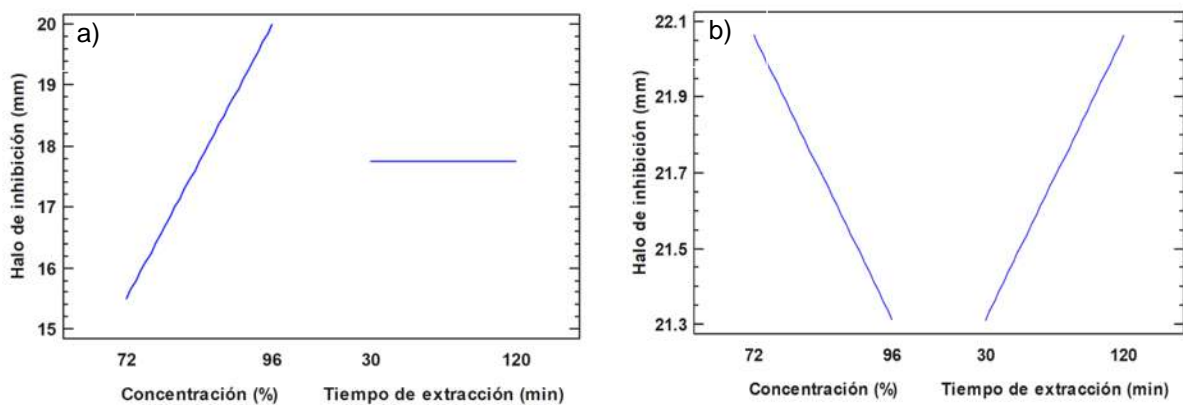 a)
Halo de inhibición (mm)
20
19
18
17
16
15
72 96 30 120
Concentración (%) Tiempo de extracción (min)
b)
Halo de inhibición (mm)
22.1
21.9
21.7
21.5
21.3
72 96 30 120
Concentración (%) Tiempo de extracción (min)